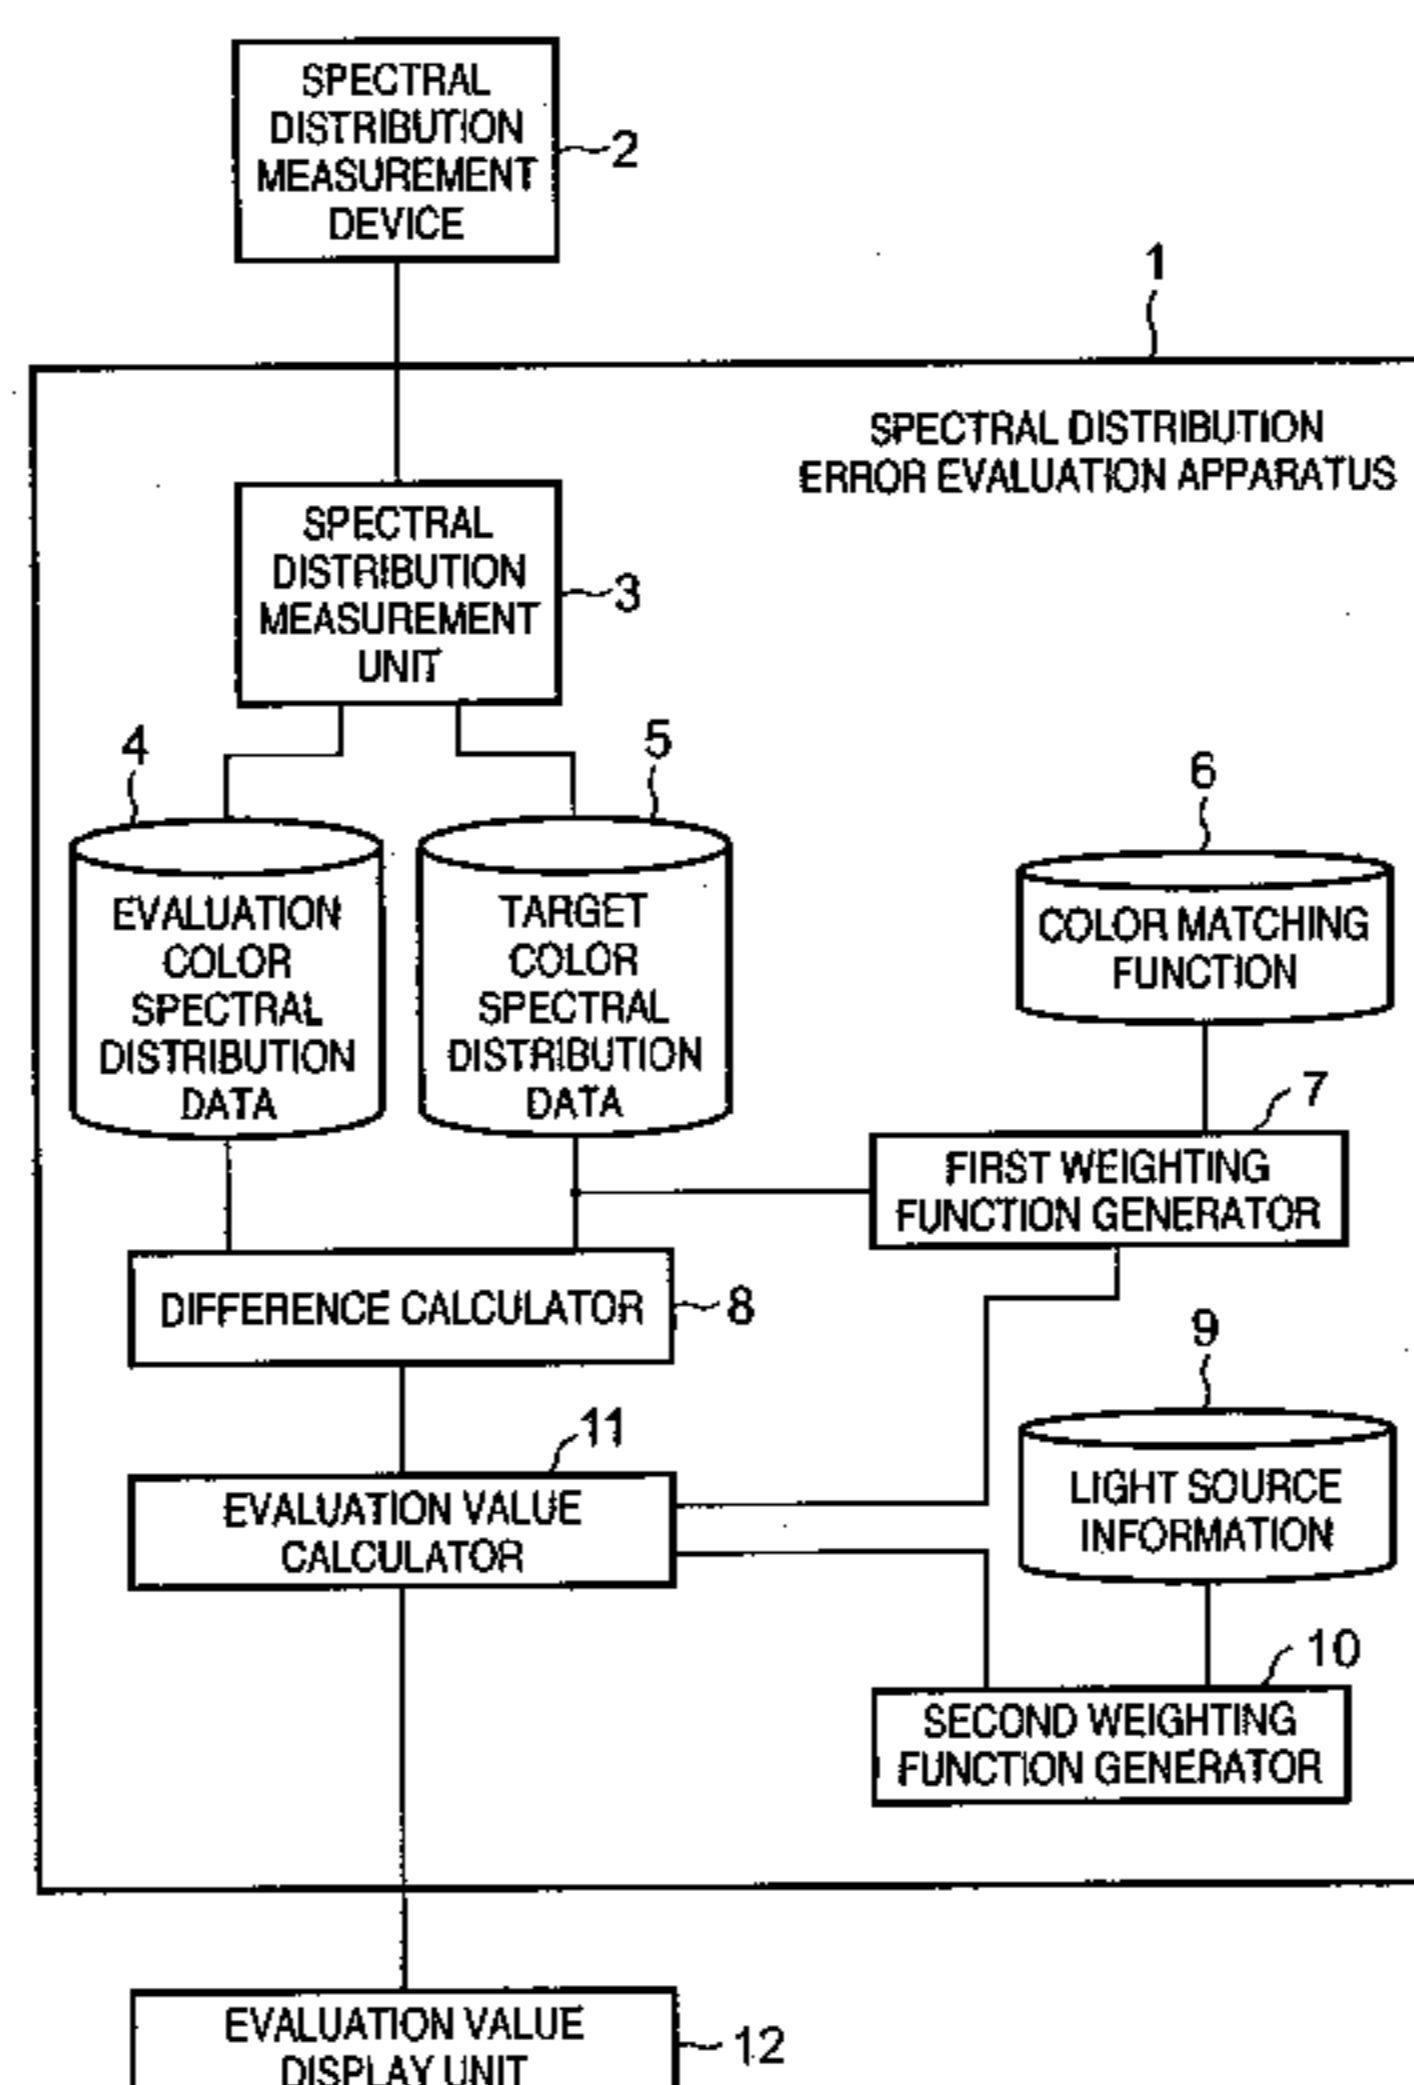 SPECTRAL
DISTRIBUTION
MEASUREMENT
DEVICE
2
1
SPECTRAL DISTRIBUTION
ERROR EVALUATION APPARATUS
SPECTRAL
DISTRIBUTION
MEASUREMENT
UNIT
3
4
5
6
EVALUATION
COLOR
SPECTRAL
DISTRIBUTION
DATA
TARGET
COLOR
SPECTRAL
DISTRIBUTION
DATA
COLOR MATCHING
FUNCTION
7
FIRST WEIGHTING
FUNCTION GENERATOR
DIFFERENCE CALCULATOR
8
9
11
EVALUATION VALUE
CALCULATOR
LIGHT SOURCE
INFORMATION
10
SECOND WEIGHTING
FUNCTION GENERATOR
EVALUATION VALUE
DISPLAY UNIT
12